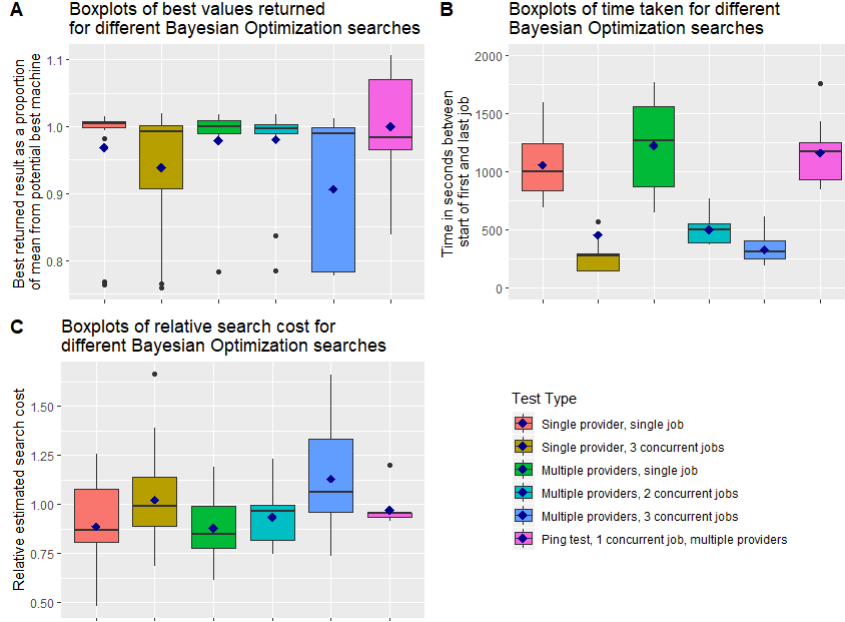 A
Boxplots of best values returned
for different Bayesian Optimization searches
Best returned result as a proportion
of mean from potential best machine
1.1
1.0
0.9
0.8
B
Boxplots of time taken for different
Bayesian Optimization searches
Time in seconds between
start of first and last job
2000
1500
1000
500
0
C
Boxplots of relative search cost for
different Bayesian Optimization searches
Relative estimated search cost
1.50
1.25
1.00
0.75
0.50
Test Type
Single provider, single job
Single provider, 3 concurrent jobs
Multiple providers, single job
Multiple providers, 2 concurrent jobs
Multiple providers, 3 concurrent jobs
Ping test, 1 concurrent job, multiple providers